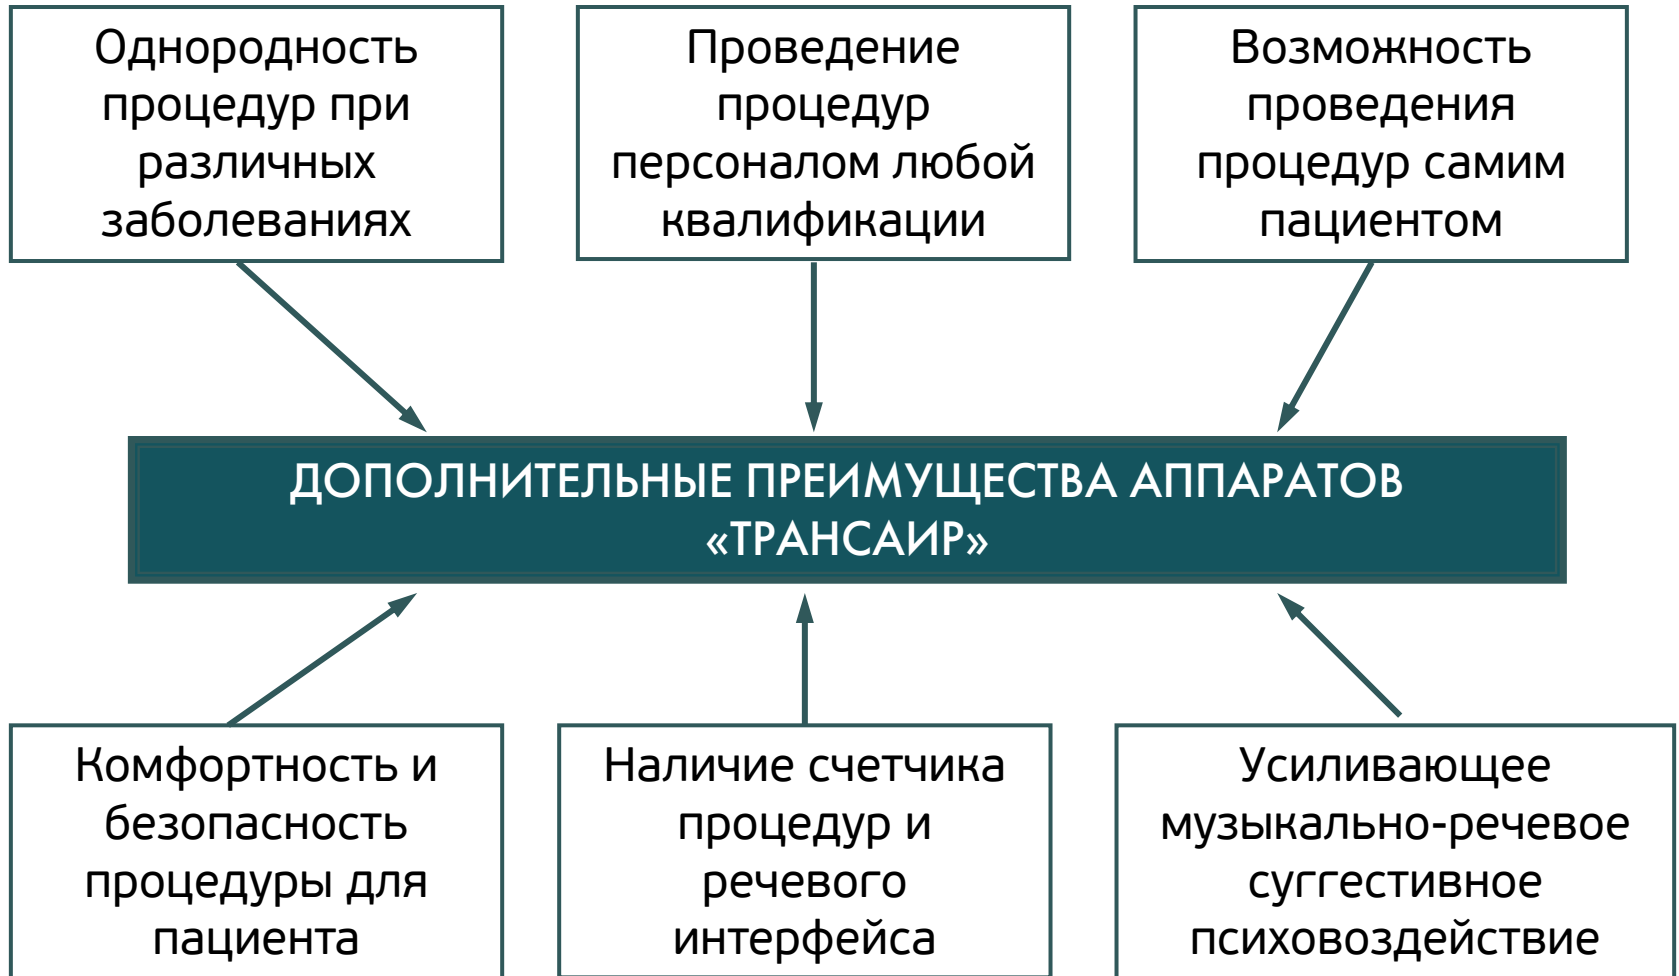 Однородность
процедур при
различных
заболеваниях
Проведение
процедур
персоналом любой
квалификации
Возможность
проведения
процедур самим
пациентом
ДОПОЛНИТЕЛЬНЫЕ ПРЕИМУЩЕСТВА АППАРАТОВ
«ТРАНСАИР»
Комфортность и
безопасность
процедуры для
пациента
Наличие счетчика
процедур и
речевого
интерфейса
Усиливающее
музыкально-речевое
суггестивное
психовоздействие